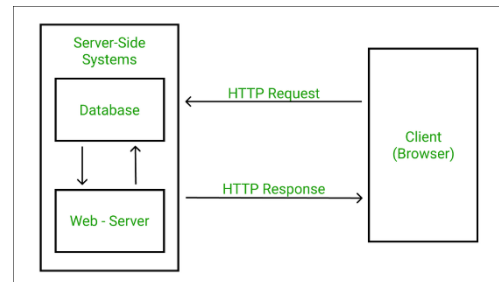 Server-Side
Systems
Database
Web - Server
HTTP Request
HTTP Response
Client
(Browser)